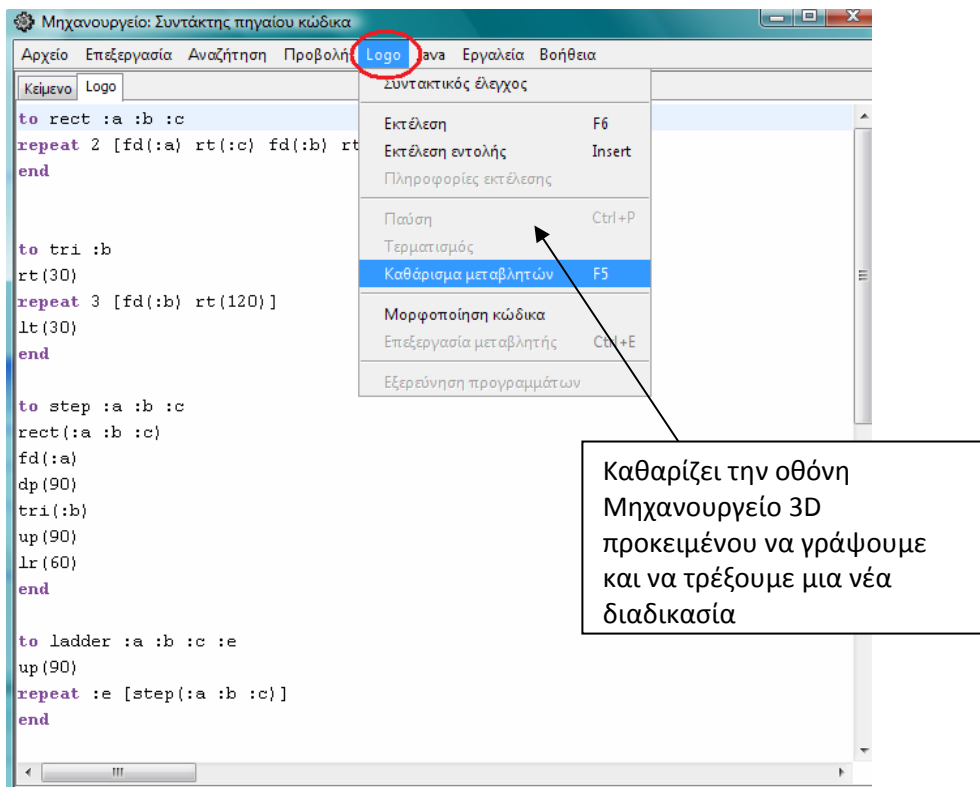 Μηχανουργείο: Συντάκτης πηγαίου κώδικα
Αρχείο Επεξεργασία Αναζήτηση Προβολή Logo Java Εργαλεία Βοήθεια
Κείμενο Logo
to rect :a :b :c
repeat 2 [fd(:a) rt(:c) fd(:b) rt
end
to tri :b
rt(30)
repeat 3 [fd(:b) rt(120)]
lt(30)
end
to step :a :b :c
rect(:a :b :c)
fd(:a)
dp(90)
tri(:b)
up(90)
lr(60)
end
to ladder :a :b :c :e
up(90)
repeat :e [step(:a :b :c)]
end
Συντακτικός έλεγχος
Εκτέλεση F6
Εκτέλεση εντολής Insert
Πληροφορίες εκτέλεσης
Παύση Ctrl+P
Τερματισμός
Καθάρισμα μεταβλητών F5
Μορφοποίηση κώδικα
Επεξεργασία μεταβλητής Ctrl+E
Εξερεύνηση προγραμμάτων
Καθαρίζει την οθόνη
Μηχανουργείο 3D
προκειμένου να γράψουμε
και να τρέξουμε μια νέα
διαδικασία